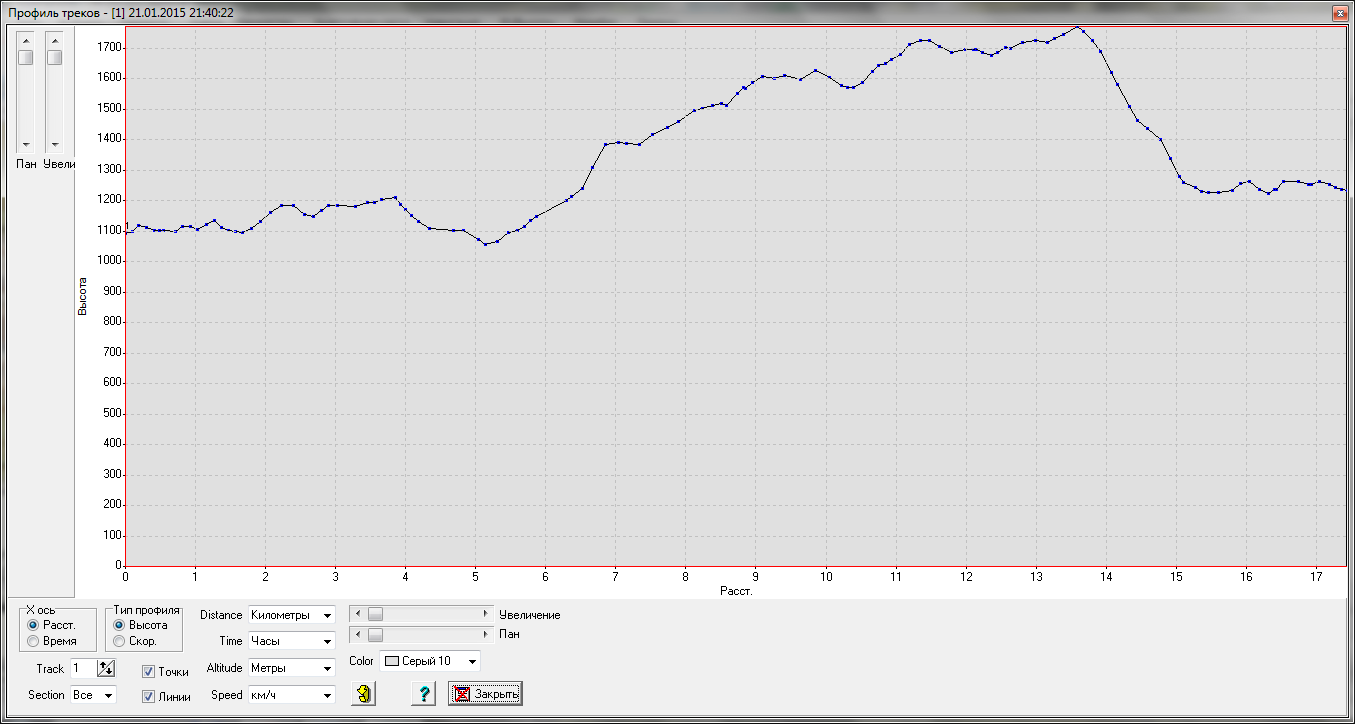 Профиль треков - [1] 21.01.2015 21:40:22
Пан Увели
1700
1600
1500
1400
1300
1200
1100
1000
900
800
700
600
500
400
300
200
100
0
Высота
1
0 1 2 3 4 5 6 7 8 9 10 11 12 13 14 15 16 17
Расст.
X ось
Расст.
Время
Тип профиля
Высота
Скор.
Distance Километры
Time Часы
Altitude Метры
Speed км/ч
Увеличение
Пан
Color Серый 10
Track 1
Section Все
Точки
Линии
?
Закрыть